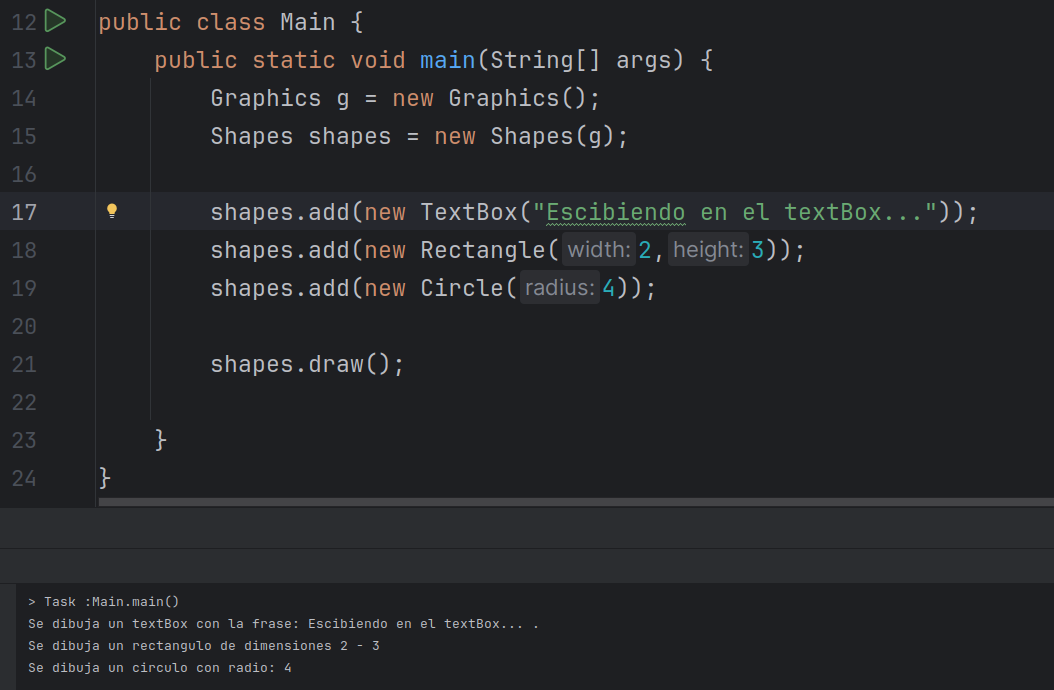 12 public class Main {
13 public static void main(String[] args) {
14 Graphics g = new Graphics();
15 Shapes shapes = new Shapes(g);
16
17 shapes.add(new TextBox("Escibiendo en el textBox..."));
18 shapes.add(new Rectangle( width: 2, height: 3));
19 shapes.add(new Circle( radius: 4));
20
21 shapes.draw();
22
23 }
24 }
> Task :Main.main()
Se dibuja un textBox con la frase: Escibiendo en el textBox... .
Se dibuja un rectangulo de dimensiones 2 - 3
Se dibuja un circulo con radio: 4